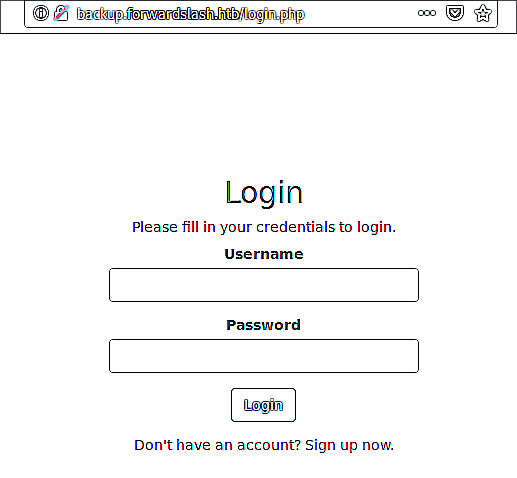 backup.forwardslash.htb/login.php
Login
Please fill in your credentials to login.
Username
Password
Login
Don't have an account? Sign up now.